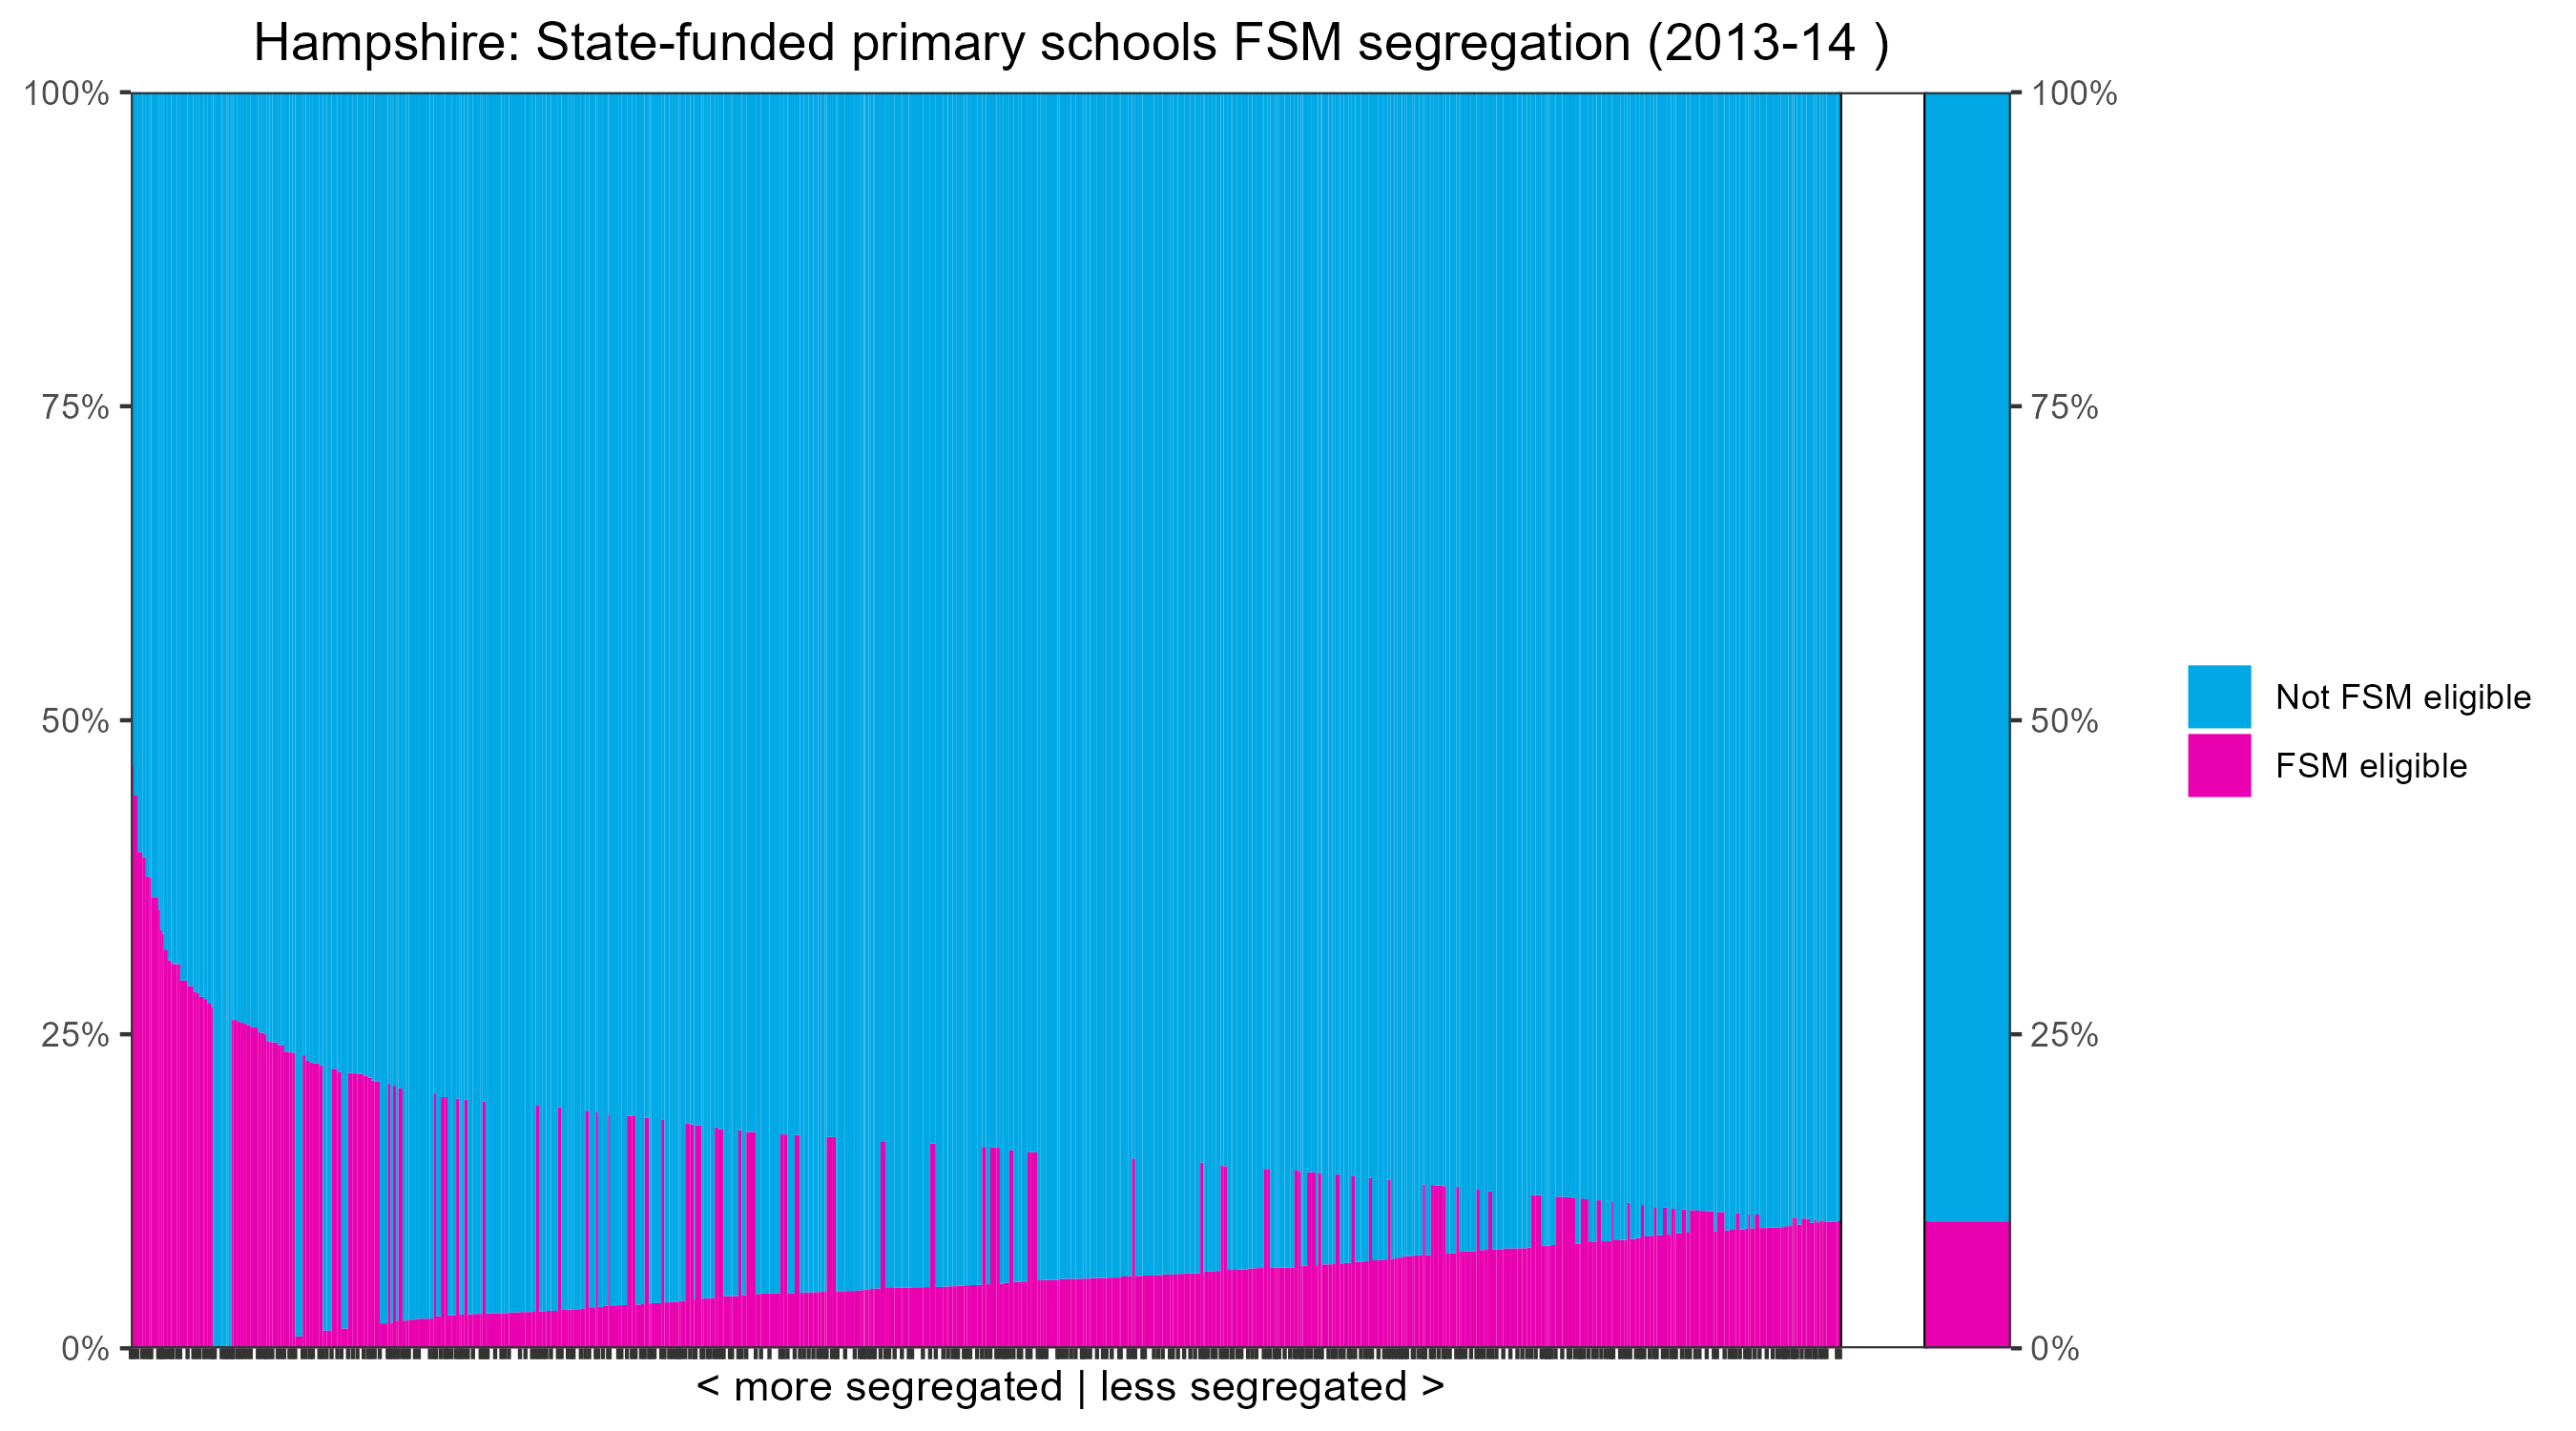 Hampshire: State-funded primary schools FSM segregation (2013-14 )
100%
75%
50%
25%
0%
100%
75%
50%
25%
0%
Not FSM eligible
FSM eligible
< more segregated | less segregated >